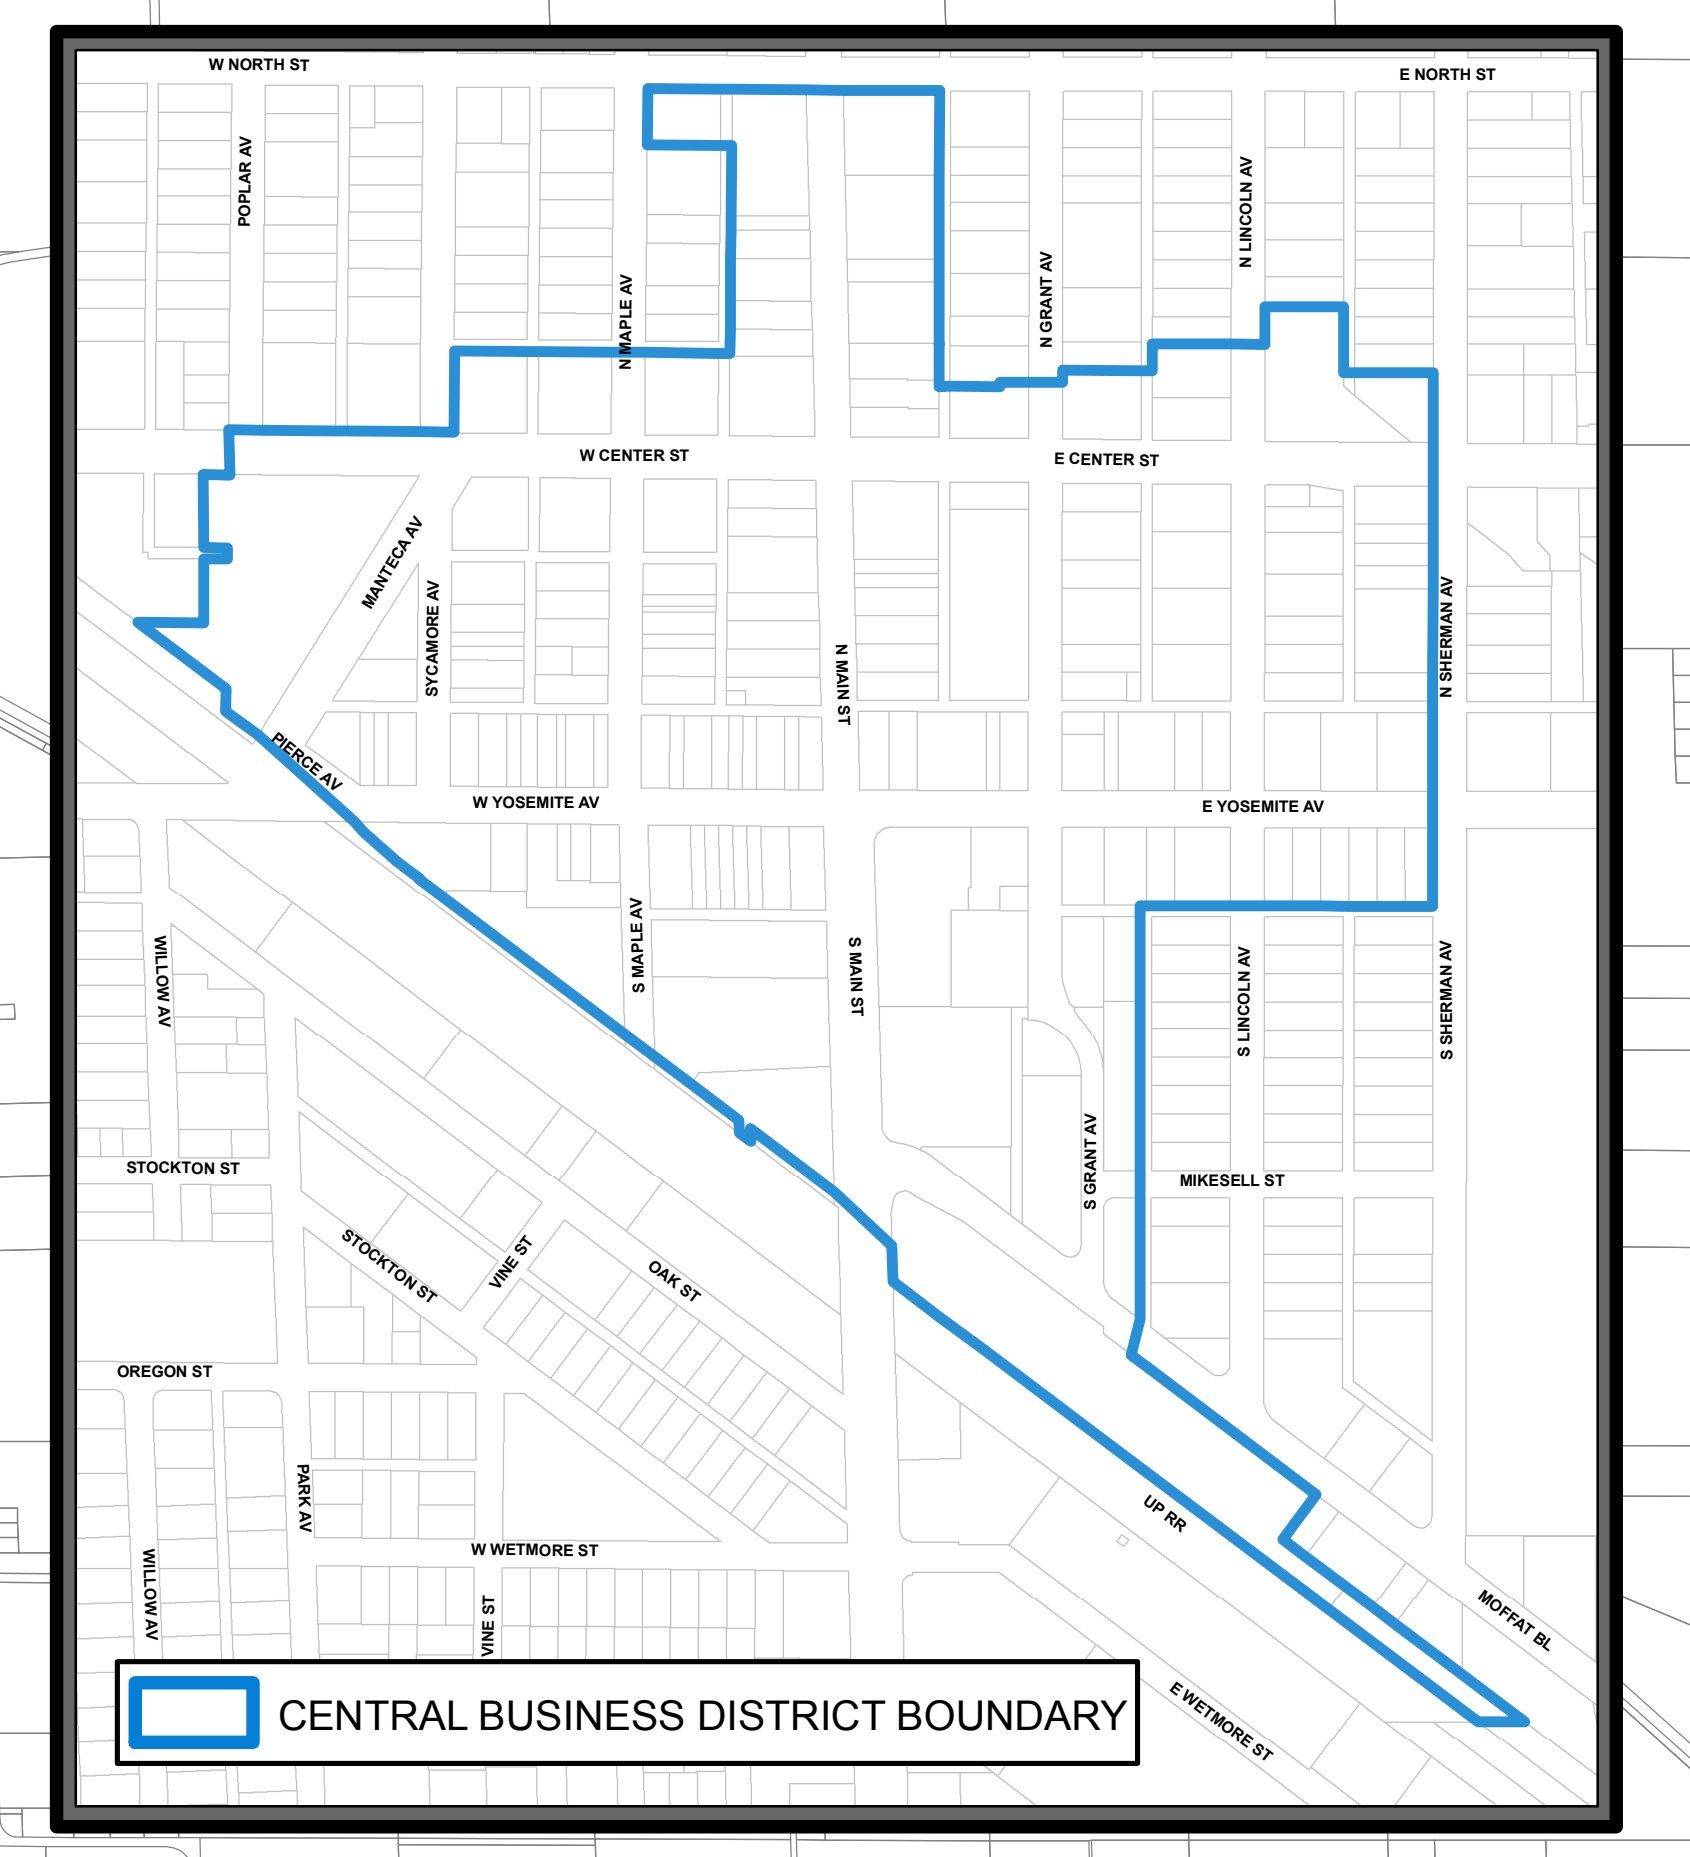 W NORTH ST
E NORTH ST
POPLAR AV
N LINCOLN AV
N GRANT AV
N MAPLE AV
W CENTER ST
E CENTER ST
MANTECA AV
SYCAMORE AV
N MAIN ST
N SHERMAN AV
PIERCE AV
W YOSEMITE AV
E YOSEMITE AV
WILLOW AV
S MAPLE AV
S MAIN ST
S LINCOLN AV
S SHERMAN AV
STOCKTON ST
S GRANT AV
MIKESELL ST
STOCKTON ST
VINE ST
OAK ST
OREGON ST
PARK AV
UP RR
W WETMORE ST
WILLOW AV
VINE ST
MOFFAT BL
E WETMORE ST
CENTRAL BUSINESS DISTRICT BOUNDARY